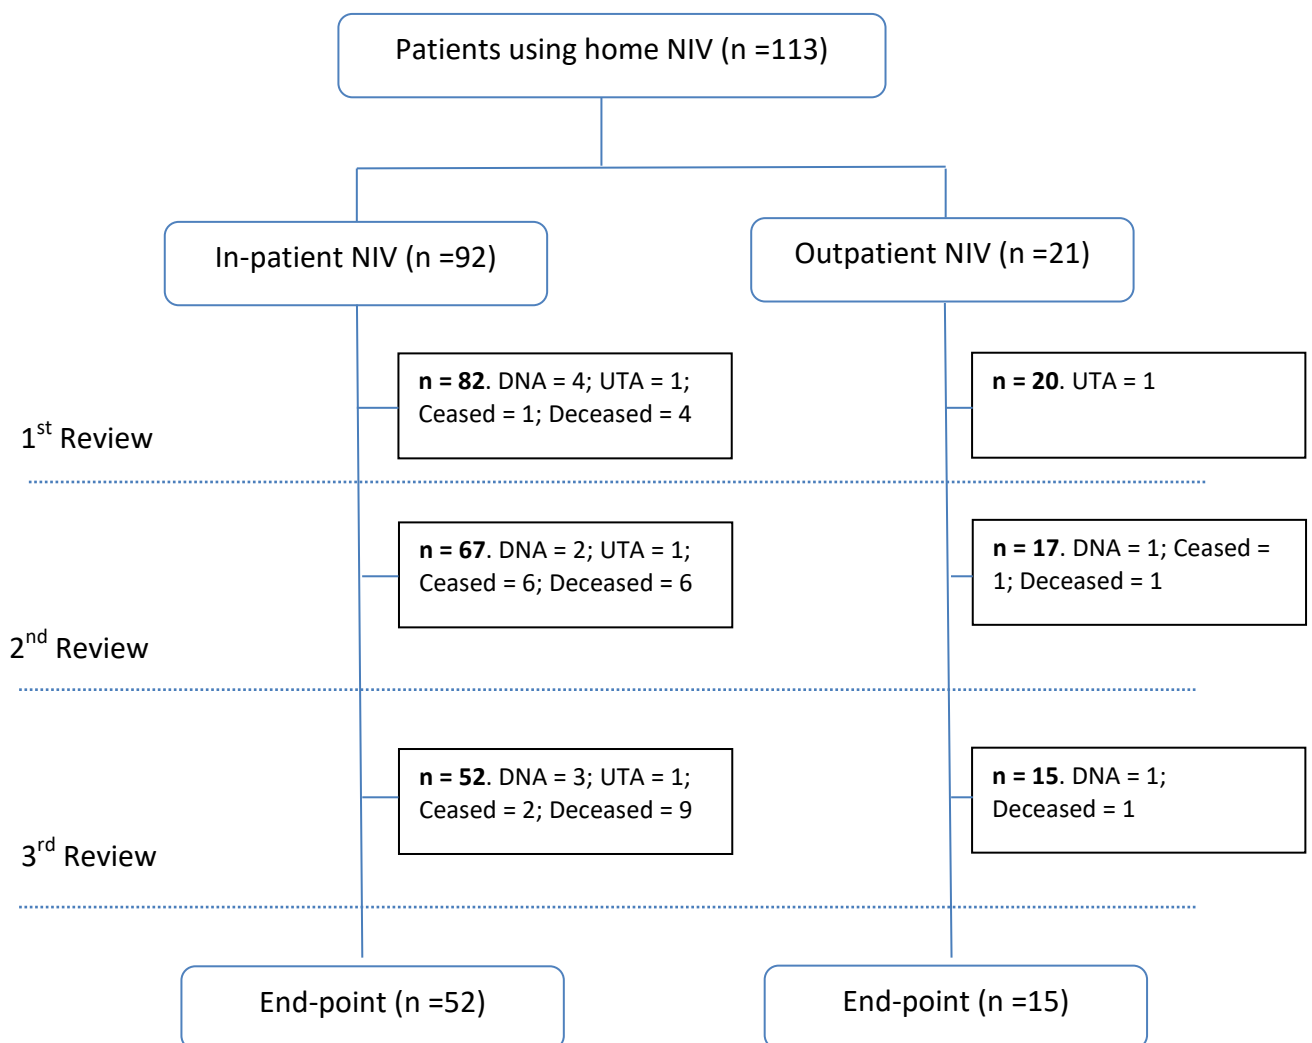 Patients using home NIV (n =113)
In-patient NIV (n =92)
Outpatient NIV (n =21)
1st Review
n = 82. DNA = 4; UTA = 1;
Ceased = 1; Deceased = 4
n = 20. UTA = 1
2nd Review
n = 67. DNA = 2; UTA = 1;
Ceased = 6; Deceased = 6
n = 17. DNA = 1; Ceased =
1; Deceased = 1
3rd Review
n = 52. DNA = 3; UTA = 1;
Ceased = 2; Deceased = 9
n = 15. DNA = 1;
Deceased = 1
End-point (n =52)
End-point (n =15)